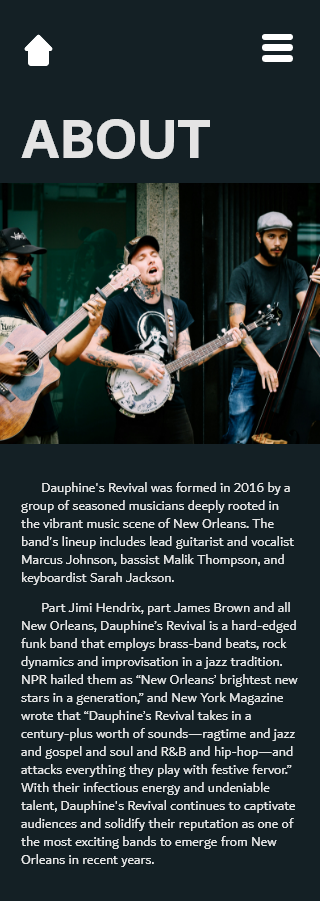 ABOUT
Dauphine's Revival was formed in 2016 by a
group of seasoned musicians deeply rooted in
the vibrant music scene of New Orleans. The
band's lineup includes lead guitarist and vocalist
Marcus Johnson, bassist Malik Thompson, and
keyboardist Sarah Jackson.
Part Jimi Hendrix, part James Brown and all
New Orleans, Dauphine's Revival is a hard-edged
funk band that employs brass-band beats, rock
dynamics and improvisation in a jazz tradition.
NPR hailed them as “New Orleans’ brightest new
stars in a generation,” and New York Magazine
wrote that “Dauphine's Revival takes in a
century-plus worth of sounds—ragtime and jazz
and gospel and soul and R&B and hip-hop—and
attacks everything they play with festive fervor.”
With their infectious energy and undeniable
talent, Dauphine's Revival continues to captivate
audiences and solidify their reputation as one of
the most exciting bands to emerge from New
Orleans in recent years.